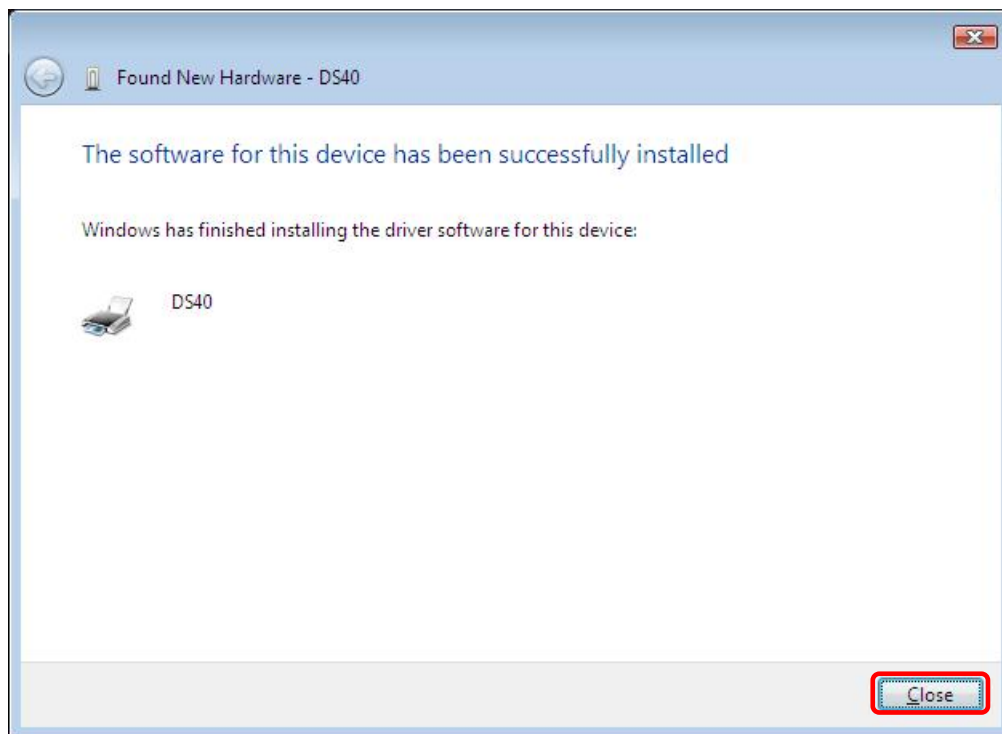 Found New Hardware - DS40
The software for this device has been successfully installed
Windows has finished installing the driver software for this device:
DS40
Close